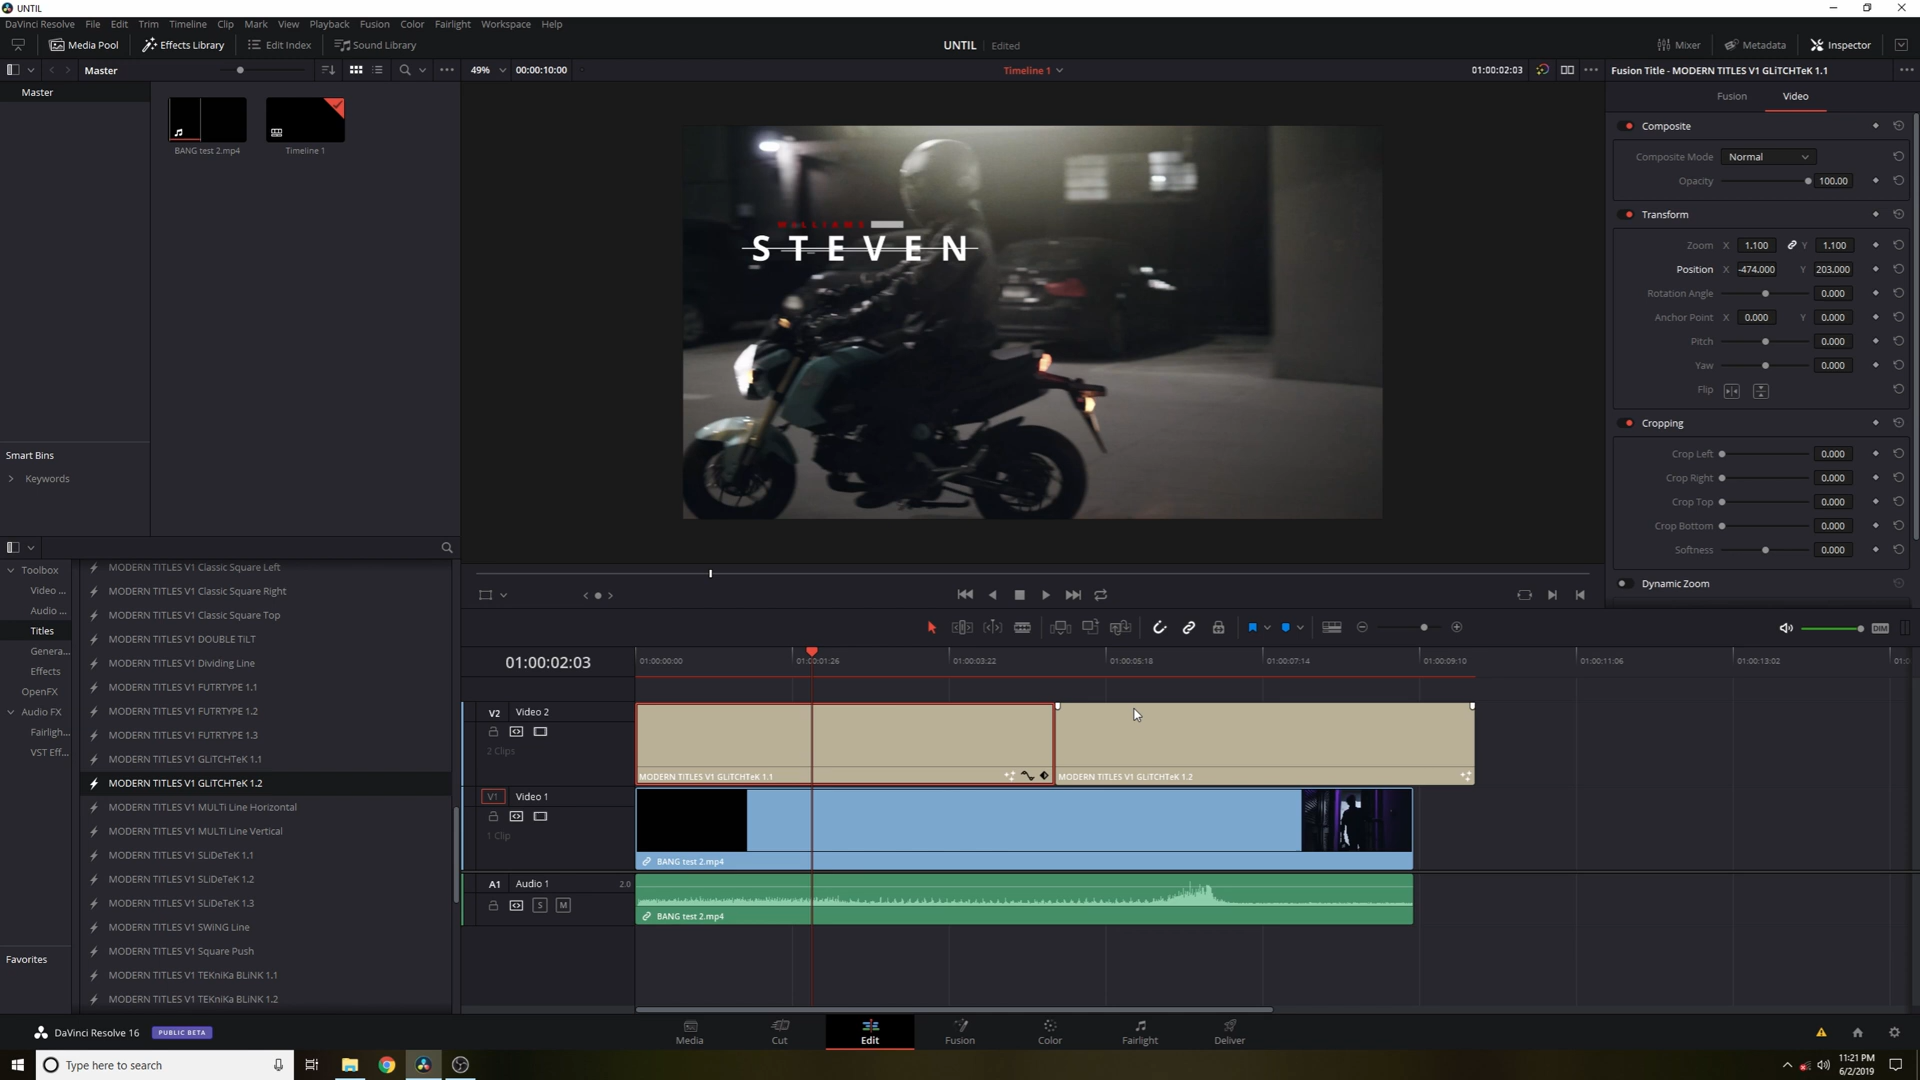 UNTIL
DaVinci Resolve File Edit Trim Timeline Clip Mark View Playback Fusion Color Fairlight Workspace Help
Media Pool Effects Library Edit Index Sound Library UNTIL Edited Mixer Metadata Inspector
Master 49% 00:00:10:00 Timeline 1 01:00:02:03 Fusion Title - MODERN TITLES V1 GLiTCHTeK 1.1
Master
BANG test 2.mp4 Timeline 1
Smart Bins
Keywords
Fusion Video
Composite
Composite Mode Normal
Opacity 100.00
Transform
Zoom X 1.100 Y 1.100
Position X -474.000 Y 203.000
Rotation Angle 0.000
Anchor Point X 0.000 Y 0.000
Pitch 0.000
Yaw 0.000
Flip
Cropping
Crop Left 0.000
Crop Right 0.000
Crop Top 0.000
Crop Bottom 0.000
Softness 0.000
Dynamic Zoom
WILLIAMS
STEVEN
Toolbox
Video ...
Audio ...
Titles
Genera...
Effects
OpenFX
Audio FX
Fairligh...
VST Eff...
Favorites
MODERN TITLES V1 Classic Square Left
MODERN TITLES V1 Classic Square Right
MODERN TITLES V1 Classic Square Top
MODERN TITLES V1 DOUBLE TiLT
MODERN TITLES V1 Dividing Line
MODERN TITLES V1 FUTRTYPE 1.1
MODERN TITLES V1 FUTRTYPE 1.2
MODERN TITLES V1 FUTRTYPE 1.3
MODERN TITLES V1 GLiTCHTeK 1.1
MODERN TITLES V1 GLiTCHTeK 1.2
MODERN TITLES V1 MULTi Line Horizontal
MODERN TITLES V1 MULTi Line Vertical
MODERN TITLES V1 SLiDeTeK 1.1
MODERN TITLES V1 SLiDeTeK 1.2
MODERN TITLES V1 SLiDeTeK 1.3
MODERN TITLES V1 SWiNG Line
MODERN TITLES V1 Square Push
MODERN TITLES V1 TEKniKa BLiNK 1.1
MODERN TITLES V1 TEKniKa BLiNK 1.2
DIM
01:00:02:03 01:00:00:00 01:00:01:26 01:00:03:22 01:00:05:18 01:00:07:14 01:00:09:10 01:00:11:06 01:00:13:02
V2 Video 2
2 Clips
MODERN TITLES V1 GLiTCHTeK 1.1 MODERN TITLES V1 GLiTCHTeK 1.2
V1 Video 1
1 Clip
BANG test 2.mp4
A1 Audio 1 2.0
S M
BANG test 2.mp4
DaVinci Resolve 16 PUBLIC BETA Media Cut Edit Fusion Color Fairlight Deliver
Type here to search 11:21 PM
6/2/2019